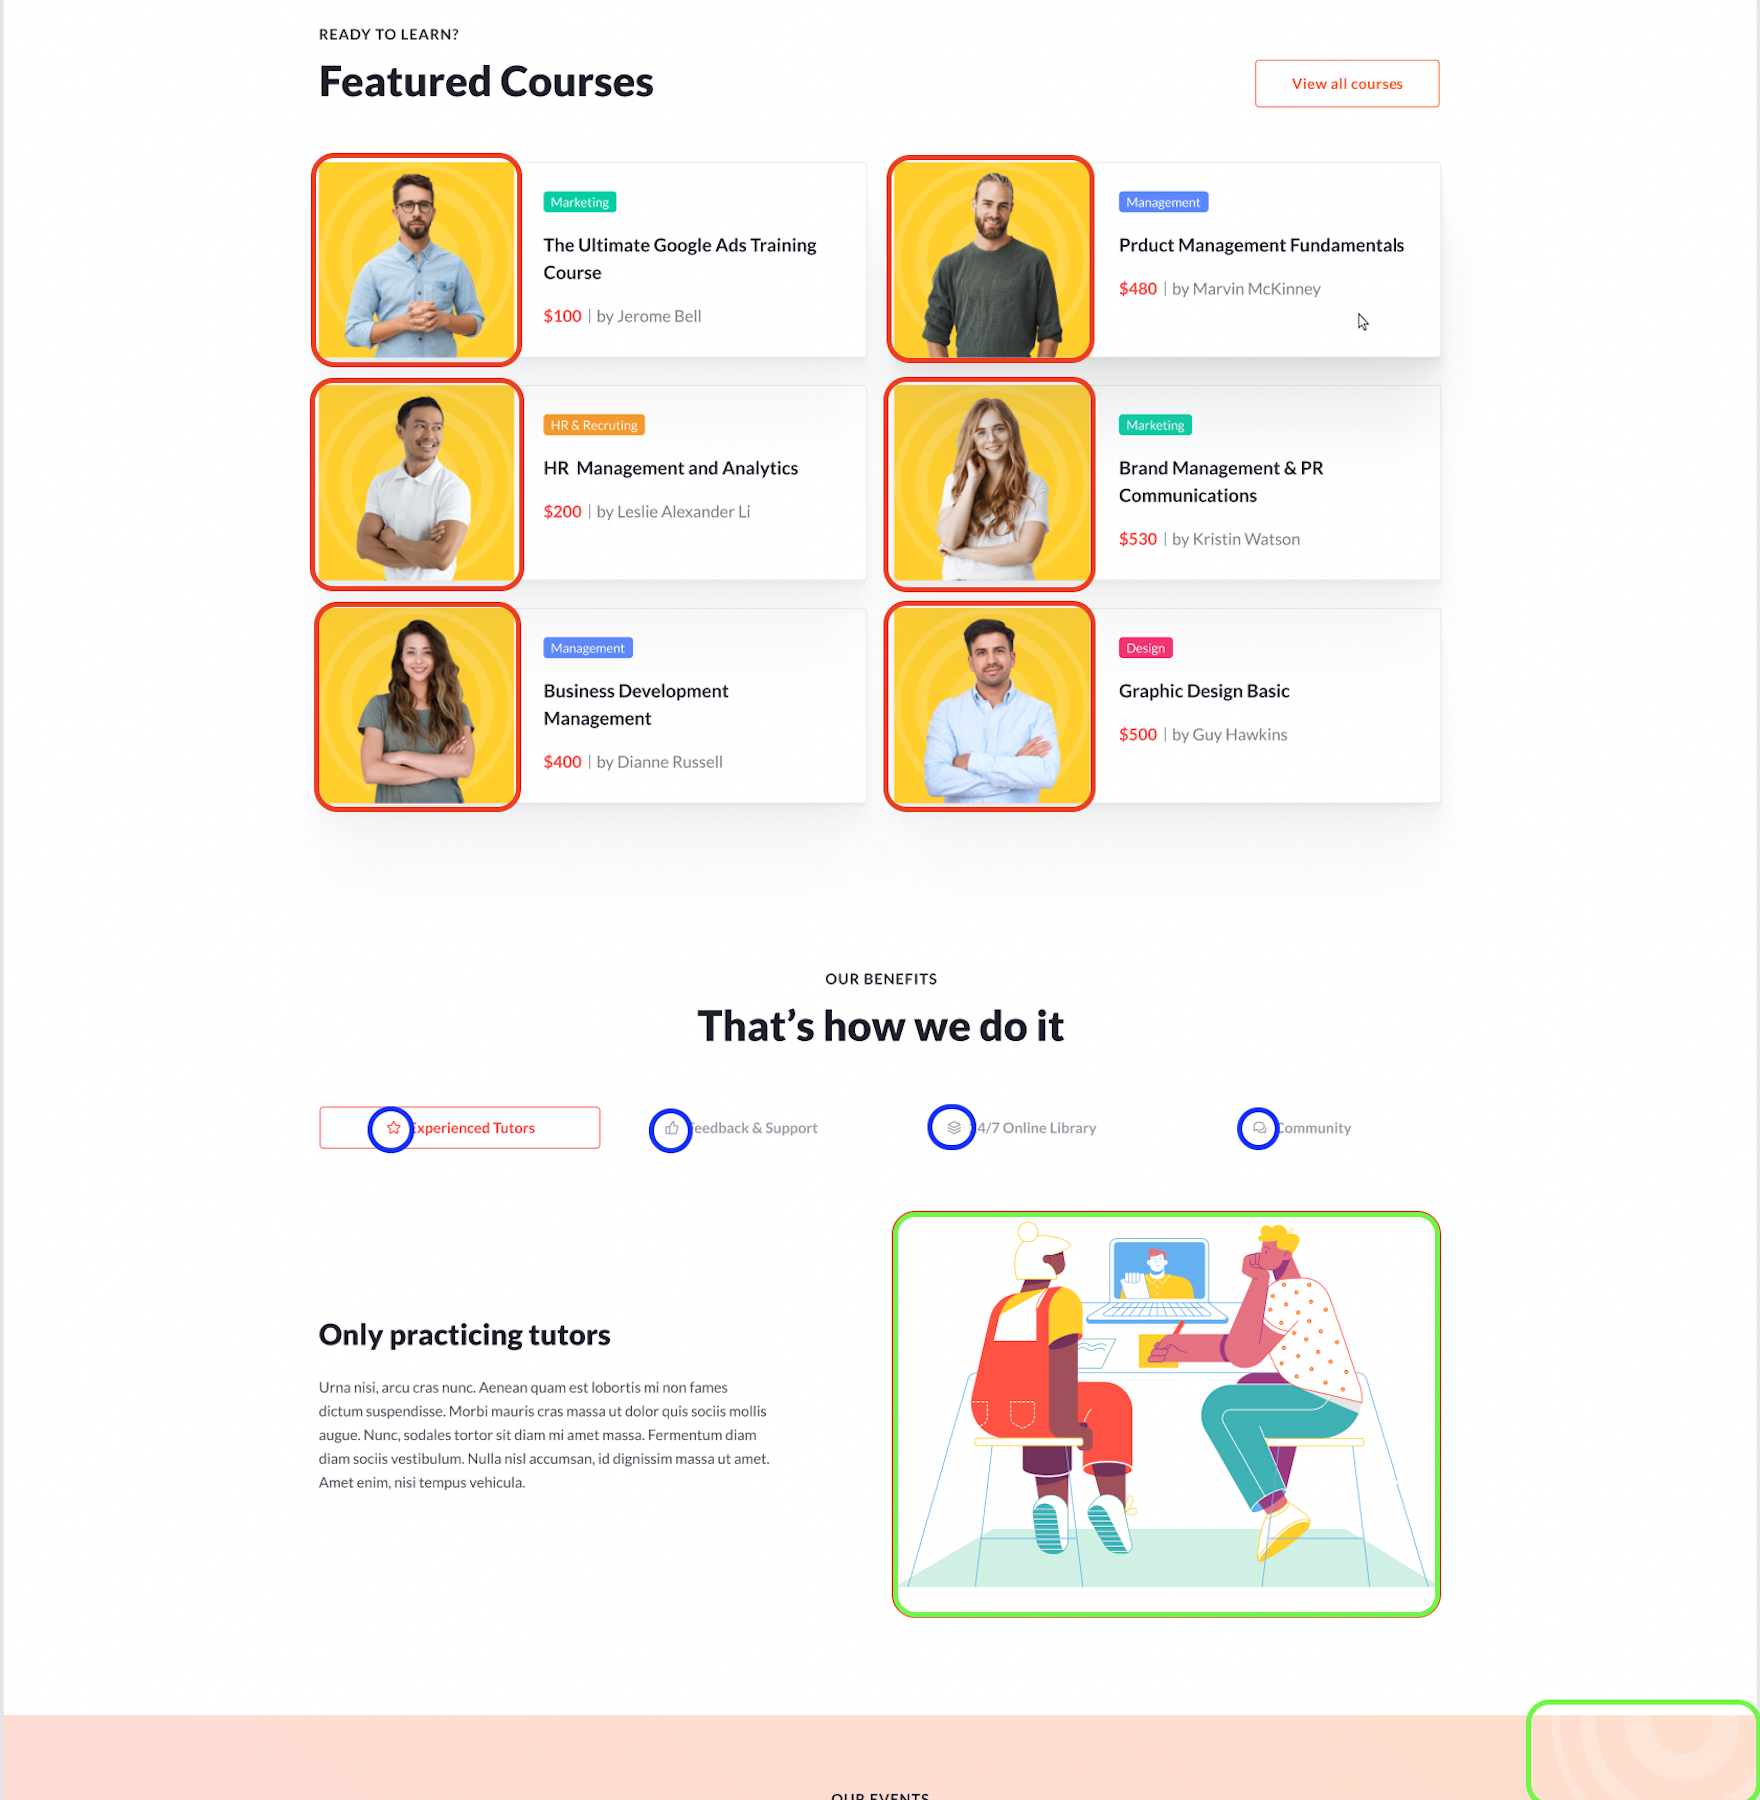 READY TO LEARN?
Featured Courses
View all courses
Marketing
The Ultimate Google Ads Training
Course
$100 | by Jerome Bell
Management
Prduct Management Fundamentals
$480 | by Marvin McKinney
HR & Recruting
HR Management and Analytics
$200 | by Leslie Alexander Li
Marketing
Brand Management & PR
Communications
$530 | by Kristin Watson
Management
Business Development
Management
$400 | by Dianne Russell
Design
Graphic Design Basic
$500 | by Guy Hawkins
OUR BENEFITS
That’s how we do it
Experienced Tutors
Feedback & Support
24/7 Online Library
Community
Only practicing tutors
Urna nisi, arcu cras nunc. Aenean quam est lobortis mi non fames
dictum suspendisse. Morbi mauris cras massa ut dolor quis sociis mollis
augue. Nunc, sodales tortor sit diam mi amet massa. Fermentum diam
diam sociis vestibulum. Nulla nisl accumsan, id dignissim massa ut amet.
Amet enim, nisi tempus vehicula.
OUR EVENTS